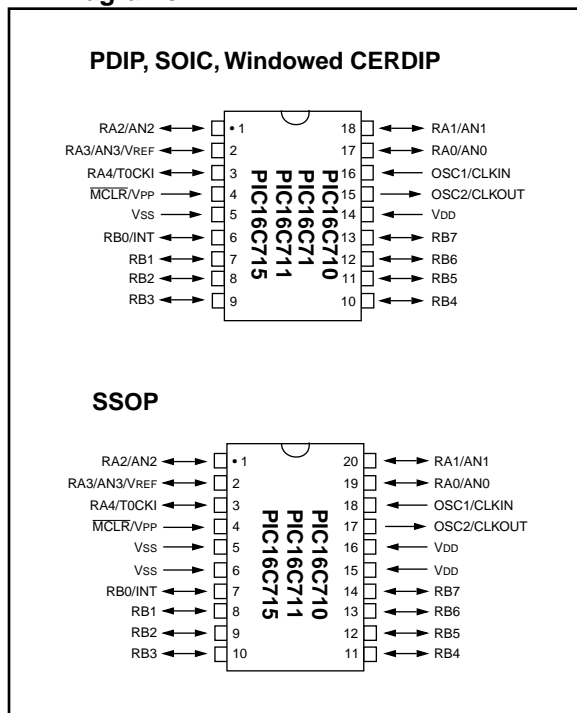 PDIP, SOIC, Windowed CERDIP
RA2/AN2 • 1 18 RA1/AN1
RA3/AN3/VREF 2 17 RA0/AN0
RA4/T0CKI 3 16 OSC1/CLKIN
MCLR/VPP 4 15 OSC2/CLKOUT
VSS 5 14 VDD
RB0/INT 6 13 RB7
RB1 7 12 RB6
RB2 8 11 RB5
RB3 9 10 RB4
PIC16C710
PIC16C71
PIC16C711
PIC16C715
SSOP
RA2/AN2 • 1 20 RA1/AN1
RA3/AN3/VREF 2 19 RA0/AN0
RA4/T0CKI 3 18 OSC1/CLKIN
MCLR/VPP 4 17 OSC2/CLKOUT
VSS 5 16 VDD
VSS 6 15 VDD
RB0/INT 7 14 RB7
RB1 8 13 RB6
RB2 9 12 RB5
RB3 10 11 RB4
PIC16C710
PIC16C711
PIC16C715